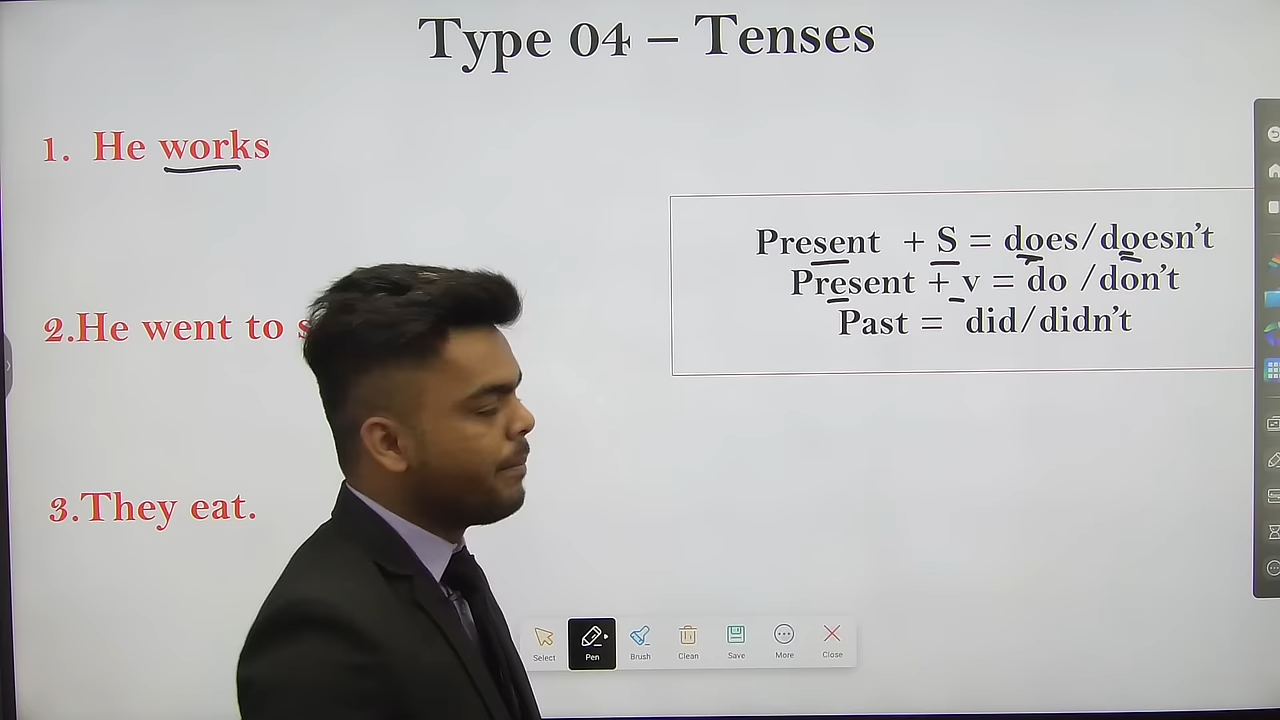 Type 04 – Tenses
1. He works
Present + S = does/doesn't
Present + v = do /don't
Past = did/didn't
2.He went to
3.They eat.
Select Pen Brush Clean Save More Close